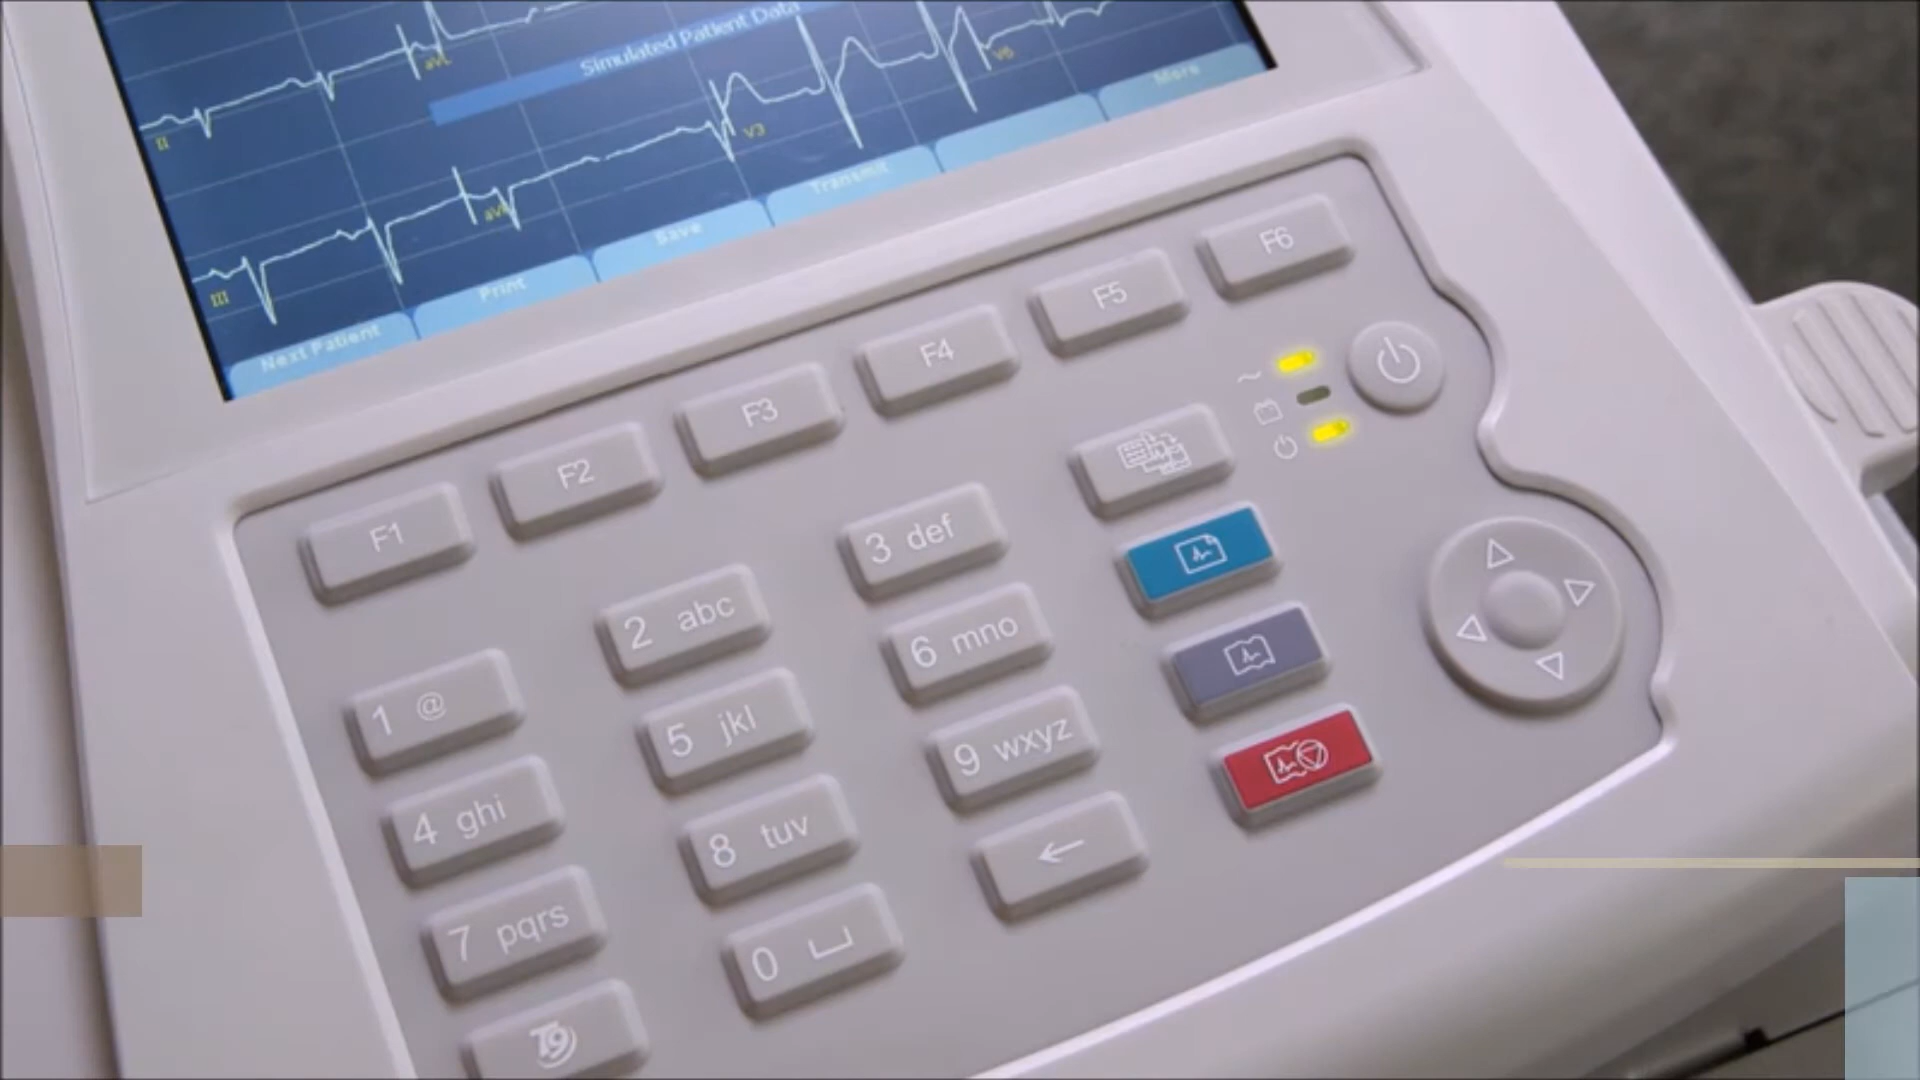 aVL
Simulated Patient Data
V6
II
V3
More
aVF
Transmit
III
Save
Print
Next Patient
F1
F2
F3
F4
F5
F6
1 @
2 abc
3 def
4 ghi
5 jkl
6 mno
7 pqrs
8 tuv
9 wxyz
T9
0